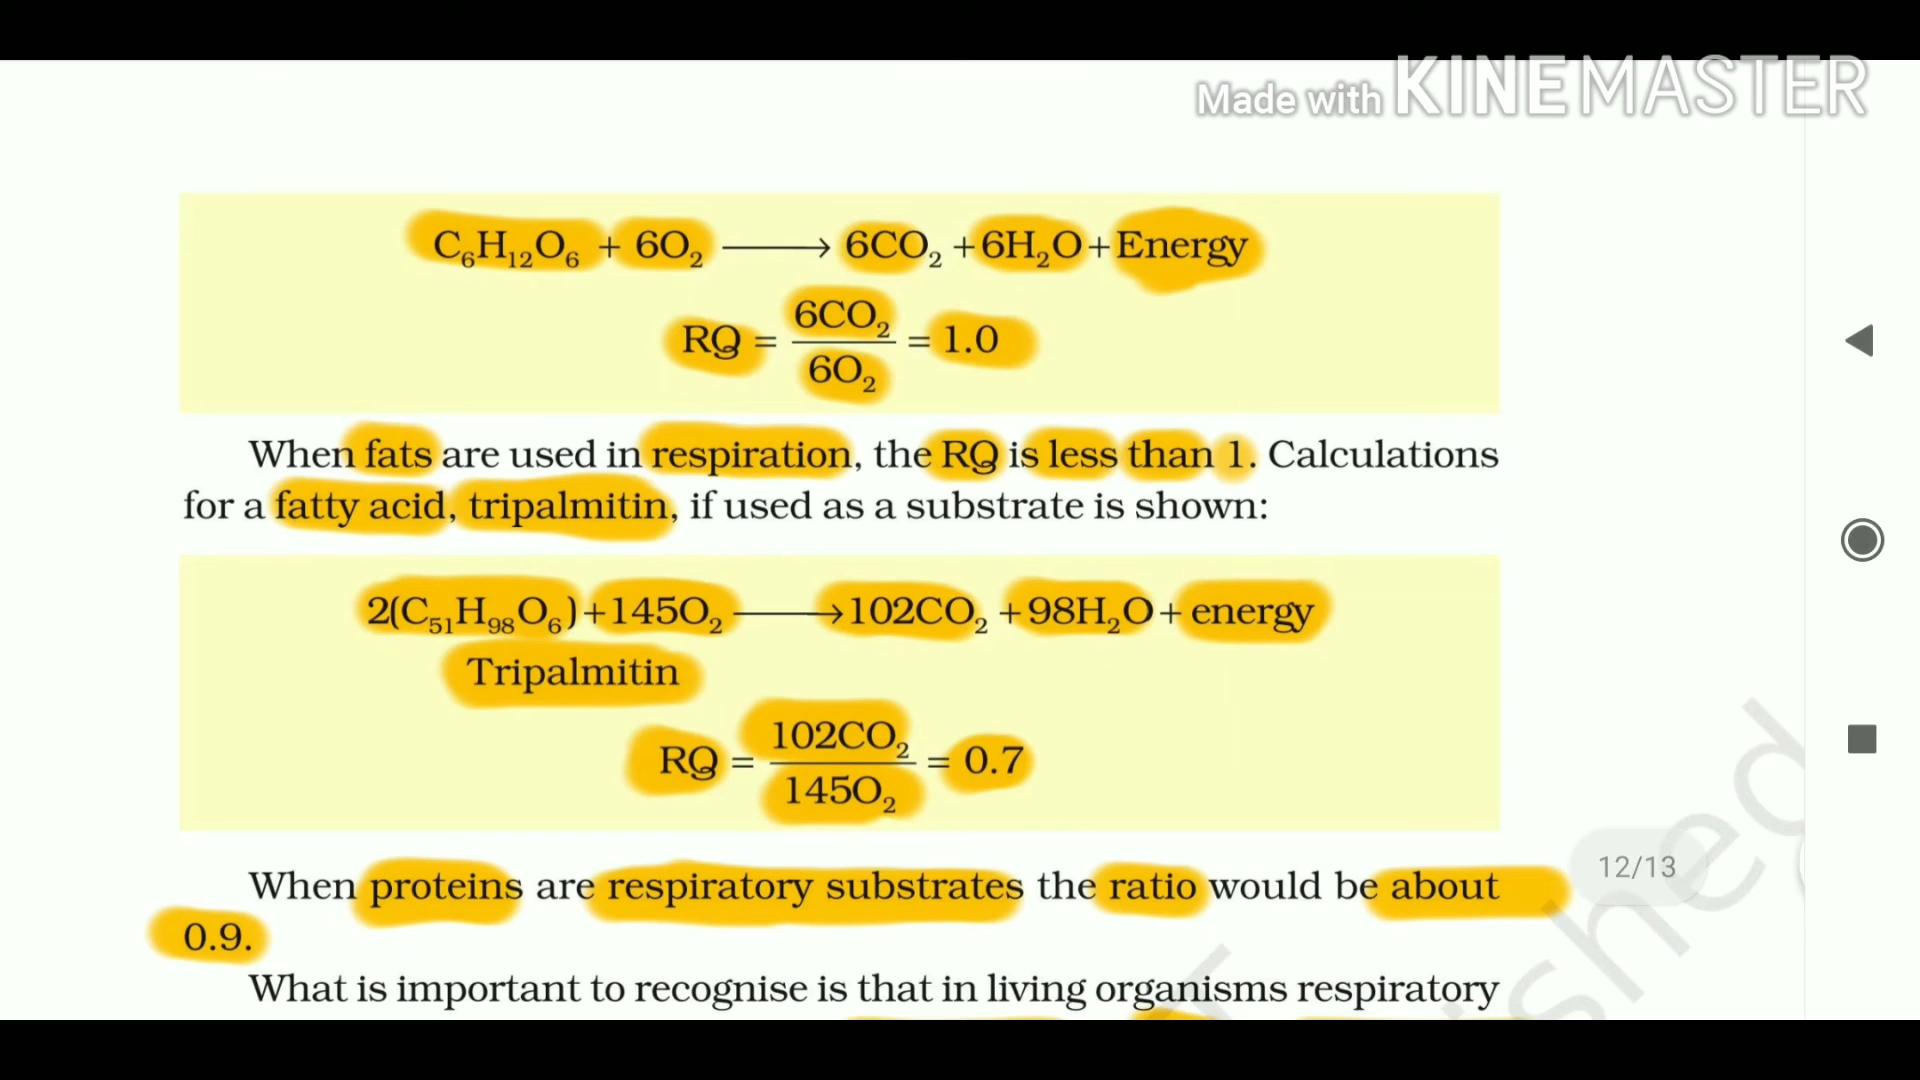 Made with KINEMASTER
C₆H₁₂O₆ + 6O₂ ⟶ 6CO₂ + 6H₂O + Energy
RQ = 6CO₂ / 6O₂ = 1.0
When fats are used in respiration, the RQ is less than 1. Calculations
for a fatty acid, tripalmitin, if used as a substrate is shown:
2(C₅₁H₉₈O₆) + 145O₂ ⟶ 102CO₂ + 98H₂O + energy
Tripalmitin
RQ = 102CO₂ / 145O₂ = 0.7
When proteins are respiratory substrates the ratio would be about
12/13
0.9.
What is important to recognise is that in living organisms respiratory